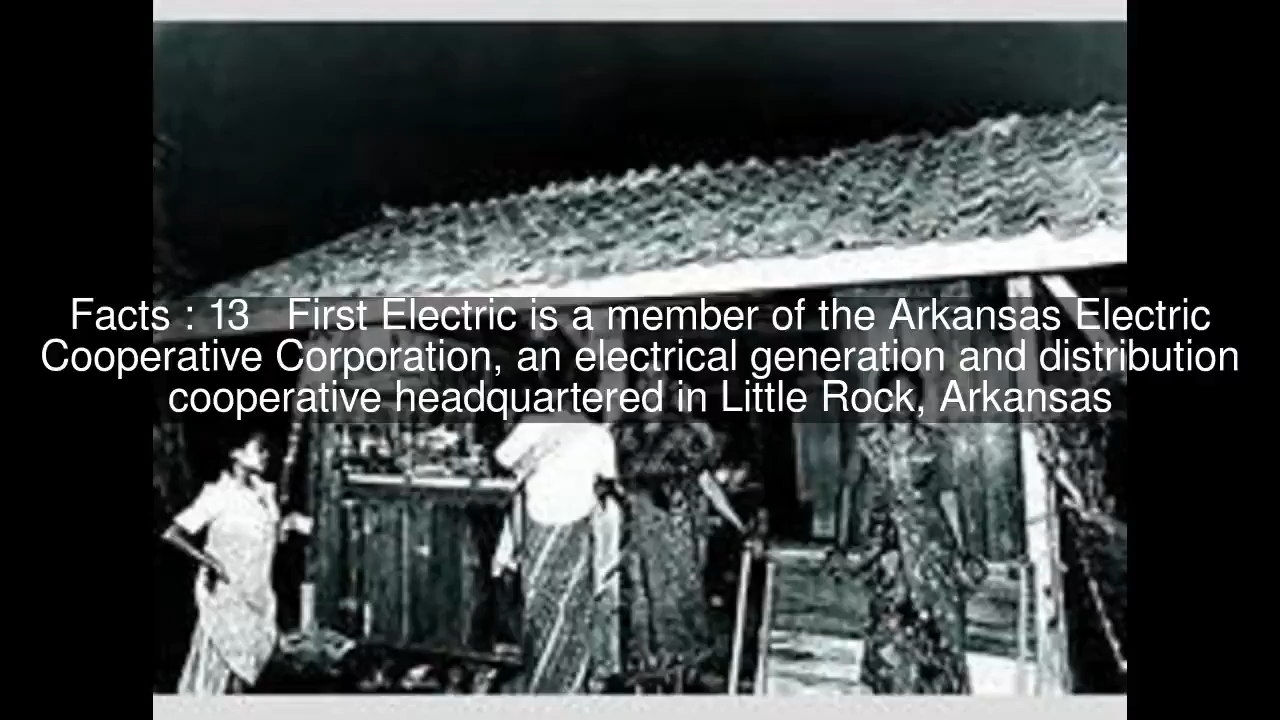 Facts : 13   First Electric is a member of the Arkansas Electric
Cooperative Corporation, an electrical generation and distribution
cooperative headquartered in Little Rock, Arkansas